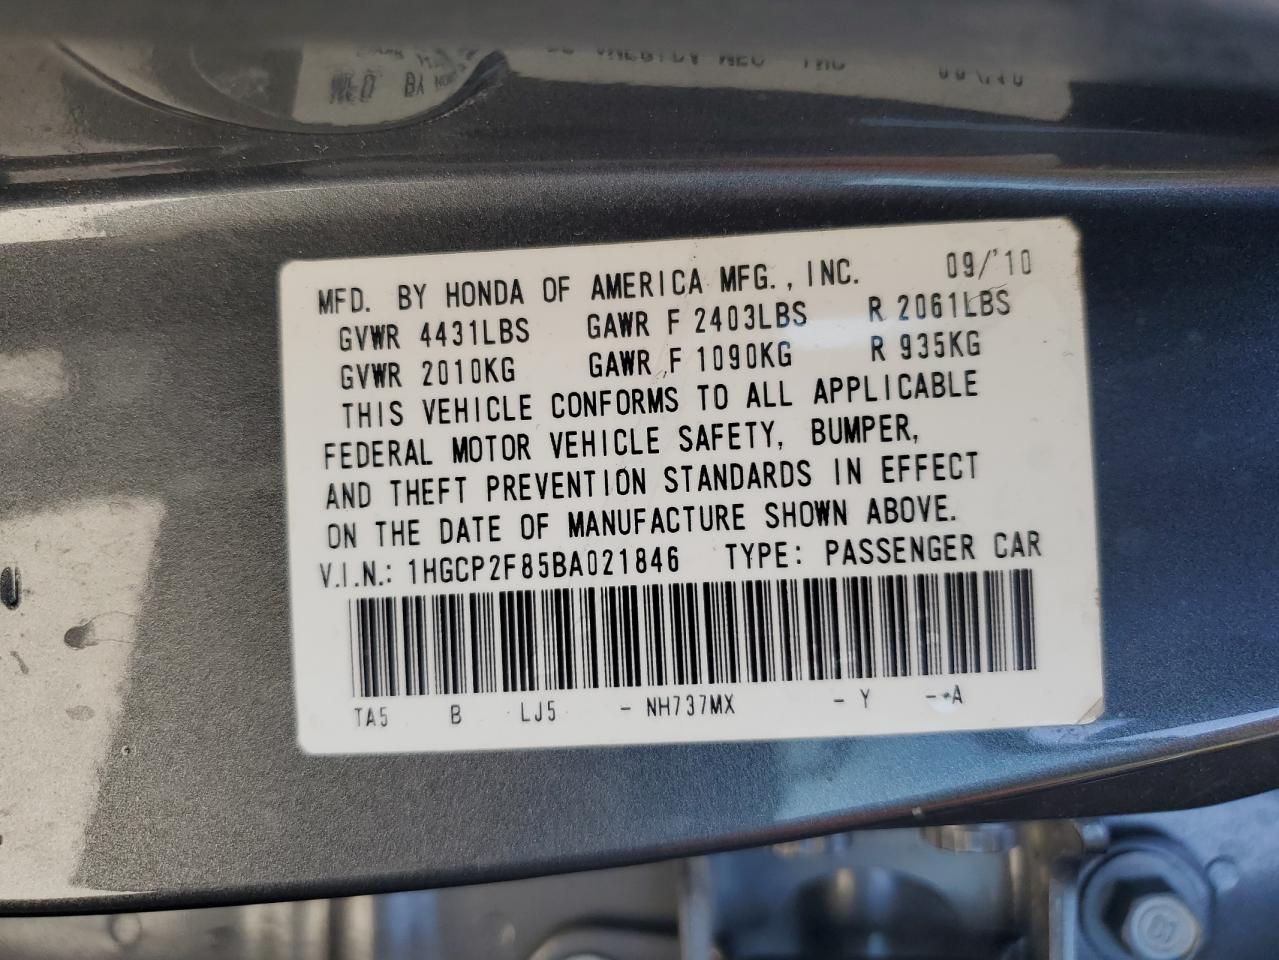 MFD. BY HONDA OF AMERICA MFG., INC. 09/'10
GVWR 4431LBS GAWR F 2403LBS R 2061LBS
GVWR 2010KG GAWR F 1090KG R 935KG
THIS VEHICLE CONFORMS TO ALL APPLICABLE
FEDERAL MOTOR VEHICLE SAFETY, BUMPER,
AND THEFT PREVENTION STANDARDS IN EFFECT
ON THE DATE OF MANUFACTURE SHOWN ABOVE.
V.I.N.: 1HGCP2F85BA021846 TYPE: PASSENGER CAR
TA5 B LJ5 - NH737MX - Y - A